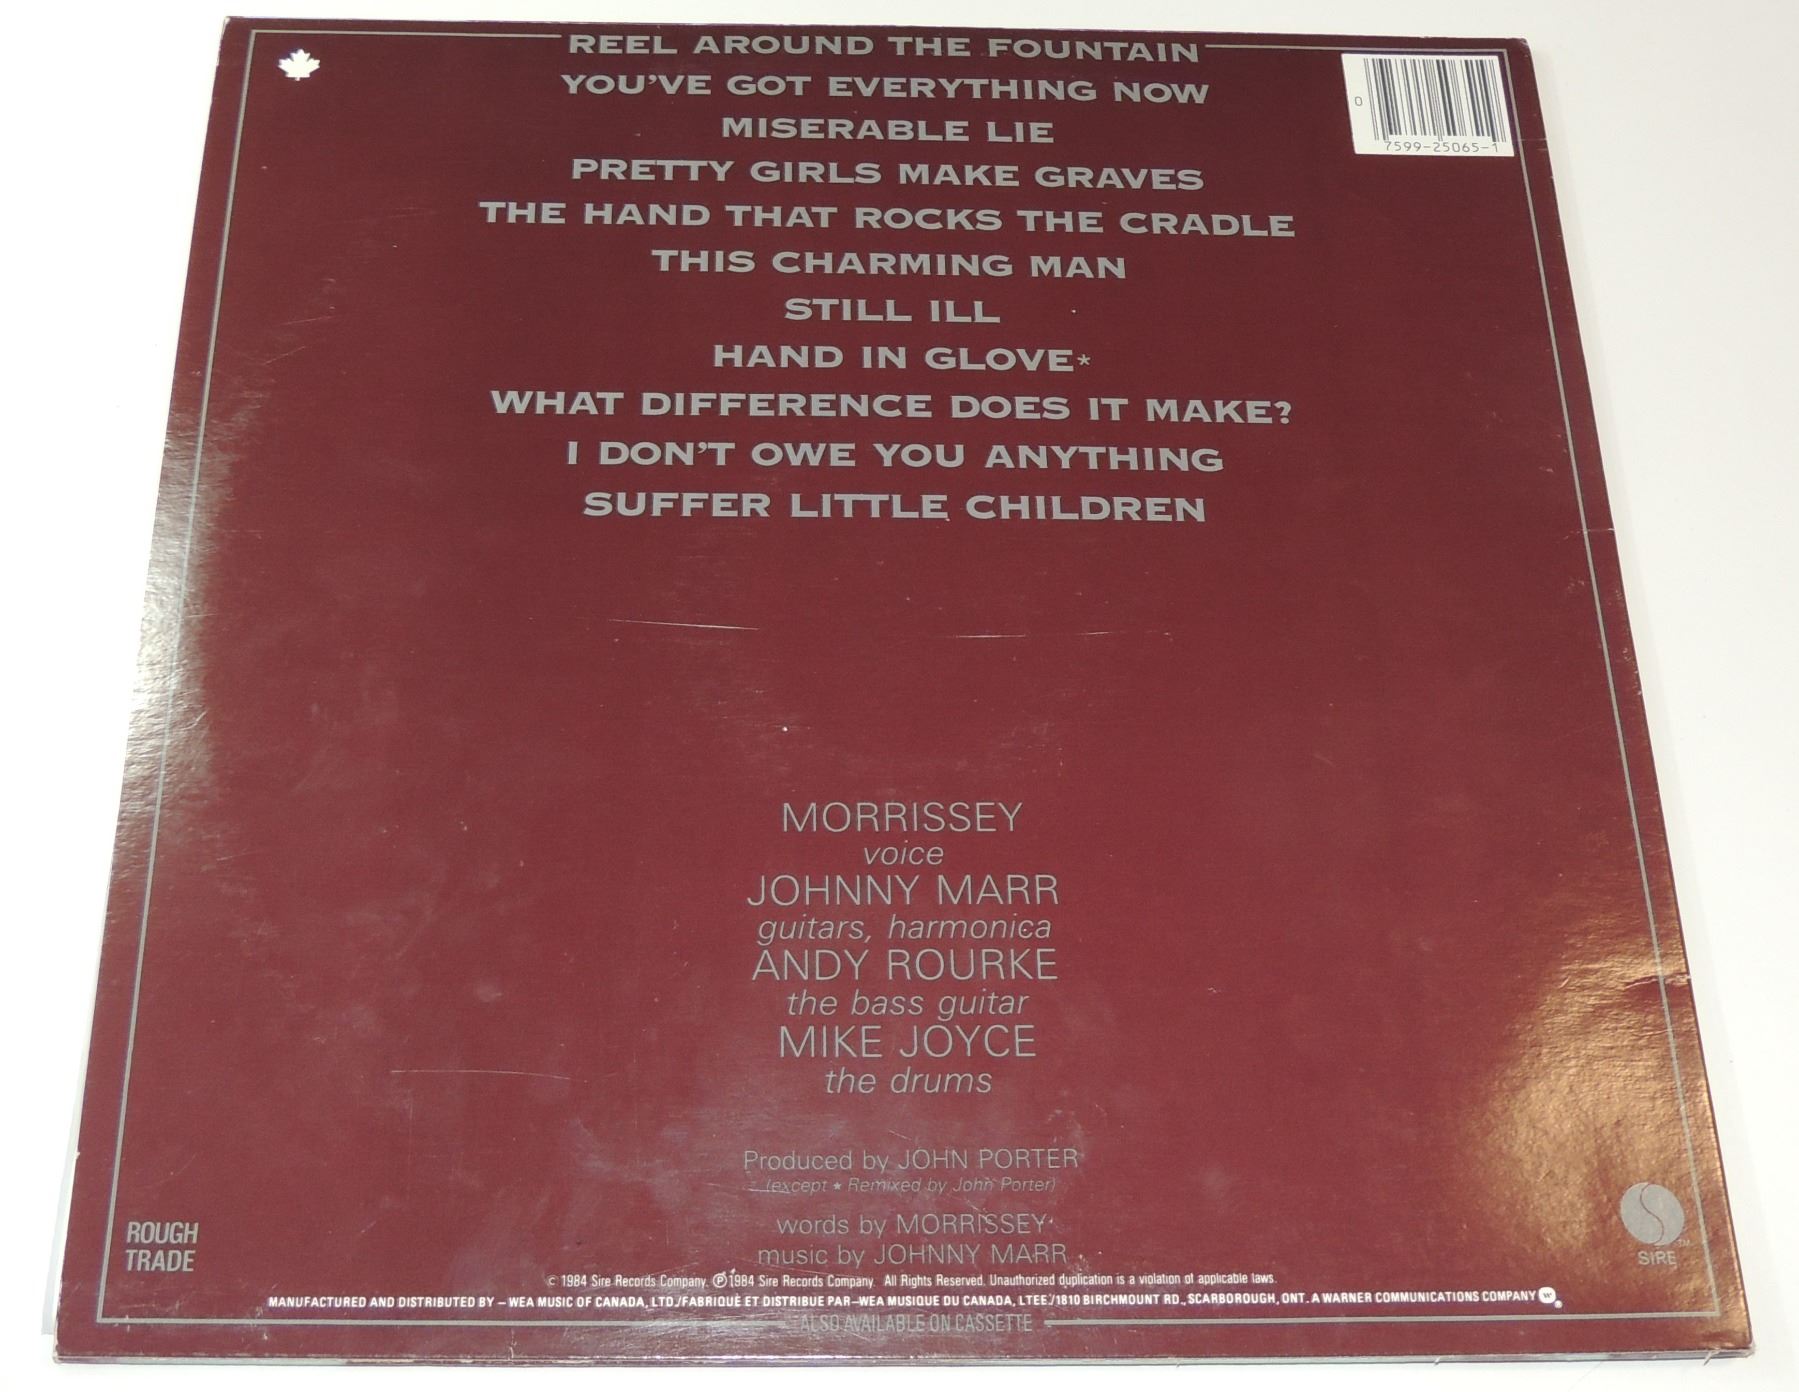 REEL AROUND THE FOUNTAIN
YOU'VE GOT EVERYTHING NOW
MISERABLE LIE
PRETTY GIRLS MAKE GRAVES
THE HAND THAT ROCKS THE CRADLE
THIS CHARMING MAN
STILL ILL
HAND IN GLOVE*
WHAT DIFFERENCE DOES IT MAKE?
I DON'T OWE YOU ANYTHING
SUFFER LITTLE CHILDREN
0
7599-25065-1
MORRISSEY
voice
JOHNNY MARR
guitars, harmonica
ANDY ROURKE
the bass guitar
MIKE JOYCE
the drums
Produced by JOHN PORTER
(except * Remixed by John Porter)
words by MORRISSEY
music by JOHNNY MARR
ROUGH
TRADE
SIRE™
© 1984 Sire Records Company. ℗ 1984 Sire Records Company. All Rights Reserved. Unauthorized duplication is a violation of applicable laws.
MANUFACTURED AND DISTRIBUTED BY – WEA MUSIC OF CANADA, LTD./FABRIQUÉ ET DISTRIBUE PAR–WEA MUSIQUE DU CANADA, LTEE./1810 BIRCHMOUNT RD., SCARBOROUGH, ONT. A WARNER COMMUNICATIONS COMPANY W®
ALSO AVAILABLE ON CASSETTE